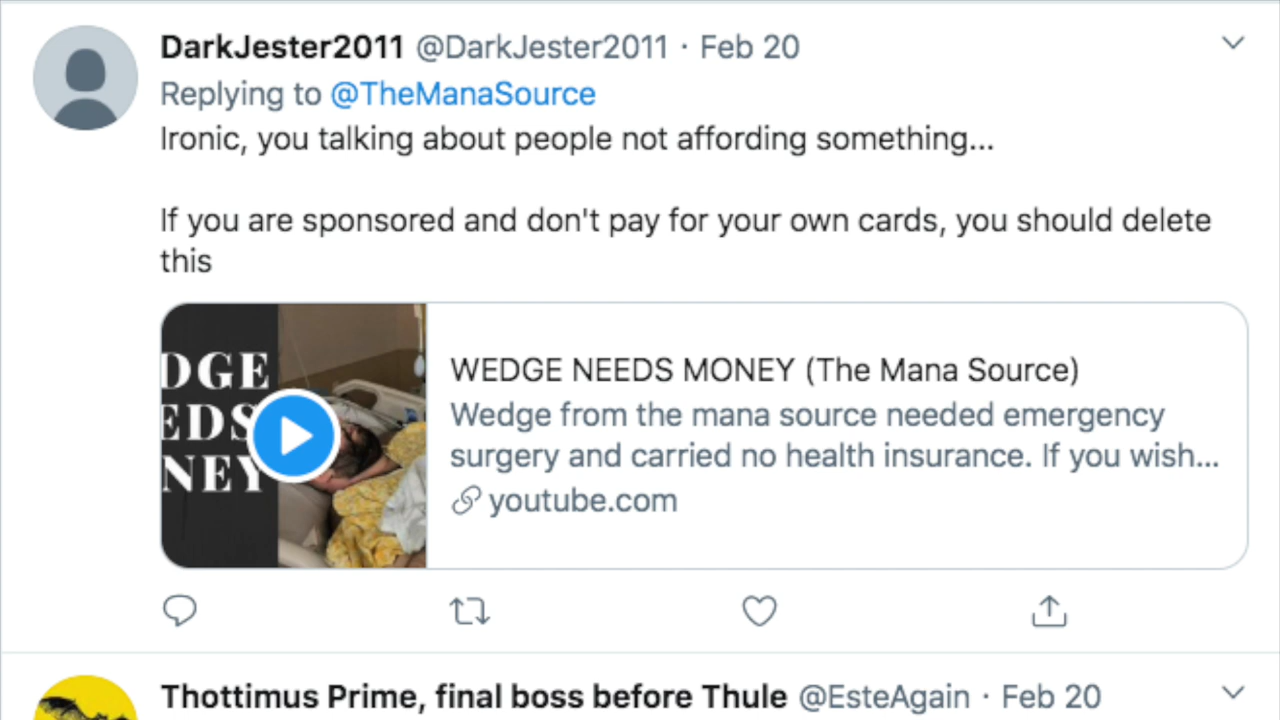 DarkJester2011 @DarkJester2011 · Feb 20
Replying to @TheManaSource
Ironic, you talking about people not affording something...
If you are sponsored and don't pay for your own cards, you should delete
this
DGE
EDS
NEY
WEDGE NEEDS MONEY (The Mana Source)
Wedge from the mana source needed emergency
surgery and carried no health insurance. If you wish...
youtube.com
Thottimus Prime, final boss before Thule @EsteAgain · Feb 20